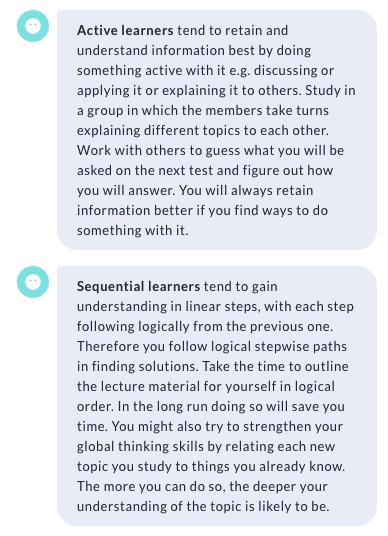 Active learners tend to retain and
understand information best by doing
something active with it e.g. discussing or
applying it or explaining it to others. Study in
a group in which the members take turns
explaining different topics to each other.
Work with others to guess what you will be
asked on the next test and figure out how
you will answer. You will always retain
information better if you find ways to do
something with it.
Sequential learners tend to gain
understanding in linear steps, with each step
following logically from the previous one.
Therefore you follow logical stepwise paths
in finding solutions. Take the time to outline
the lecture material for yourself in logical
order. In the long run doing so will save you
time. You might also try to strengthen your
global thinking skills by relating each new
topic you study to things you already know.
The more you can do so, the deeper your
understanding of the topic is likely to be.